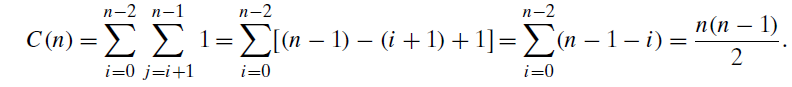 C(n) = \sum_{i=0}^{n-2} \sum_{j=i+1}^{n-1} 1 = \sum_{i=0}^{n-2} [(n − 1) − (i + 1) + 1] = \sum_{i=0}^{n-2} (n − 1 − i) = \frac{n(n − 1)}{2}.